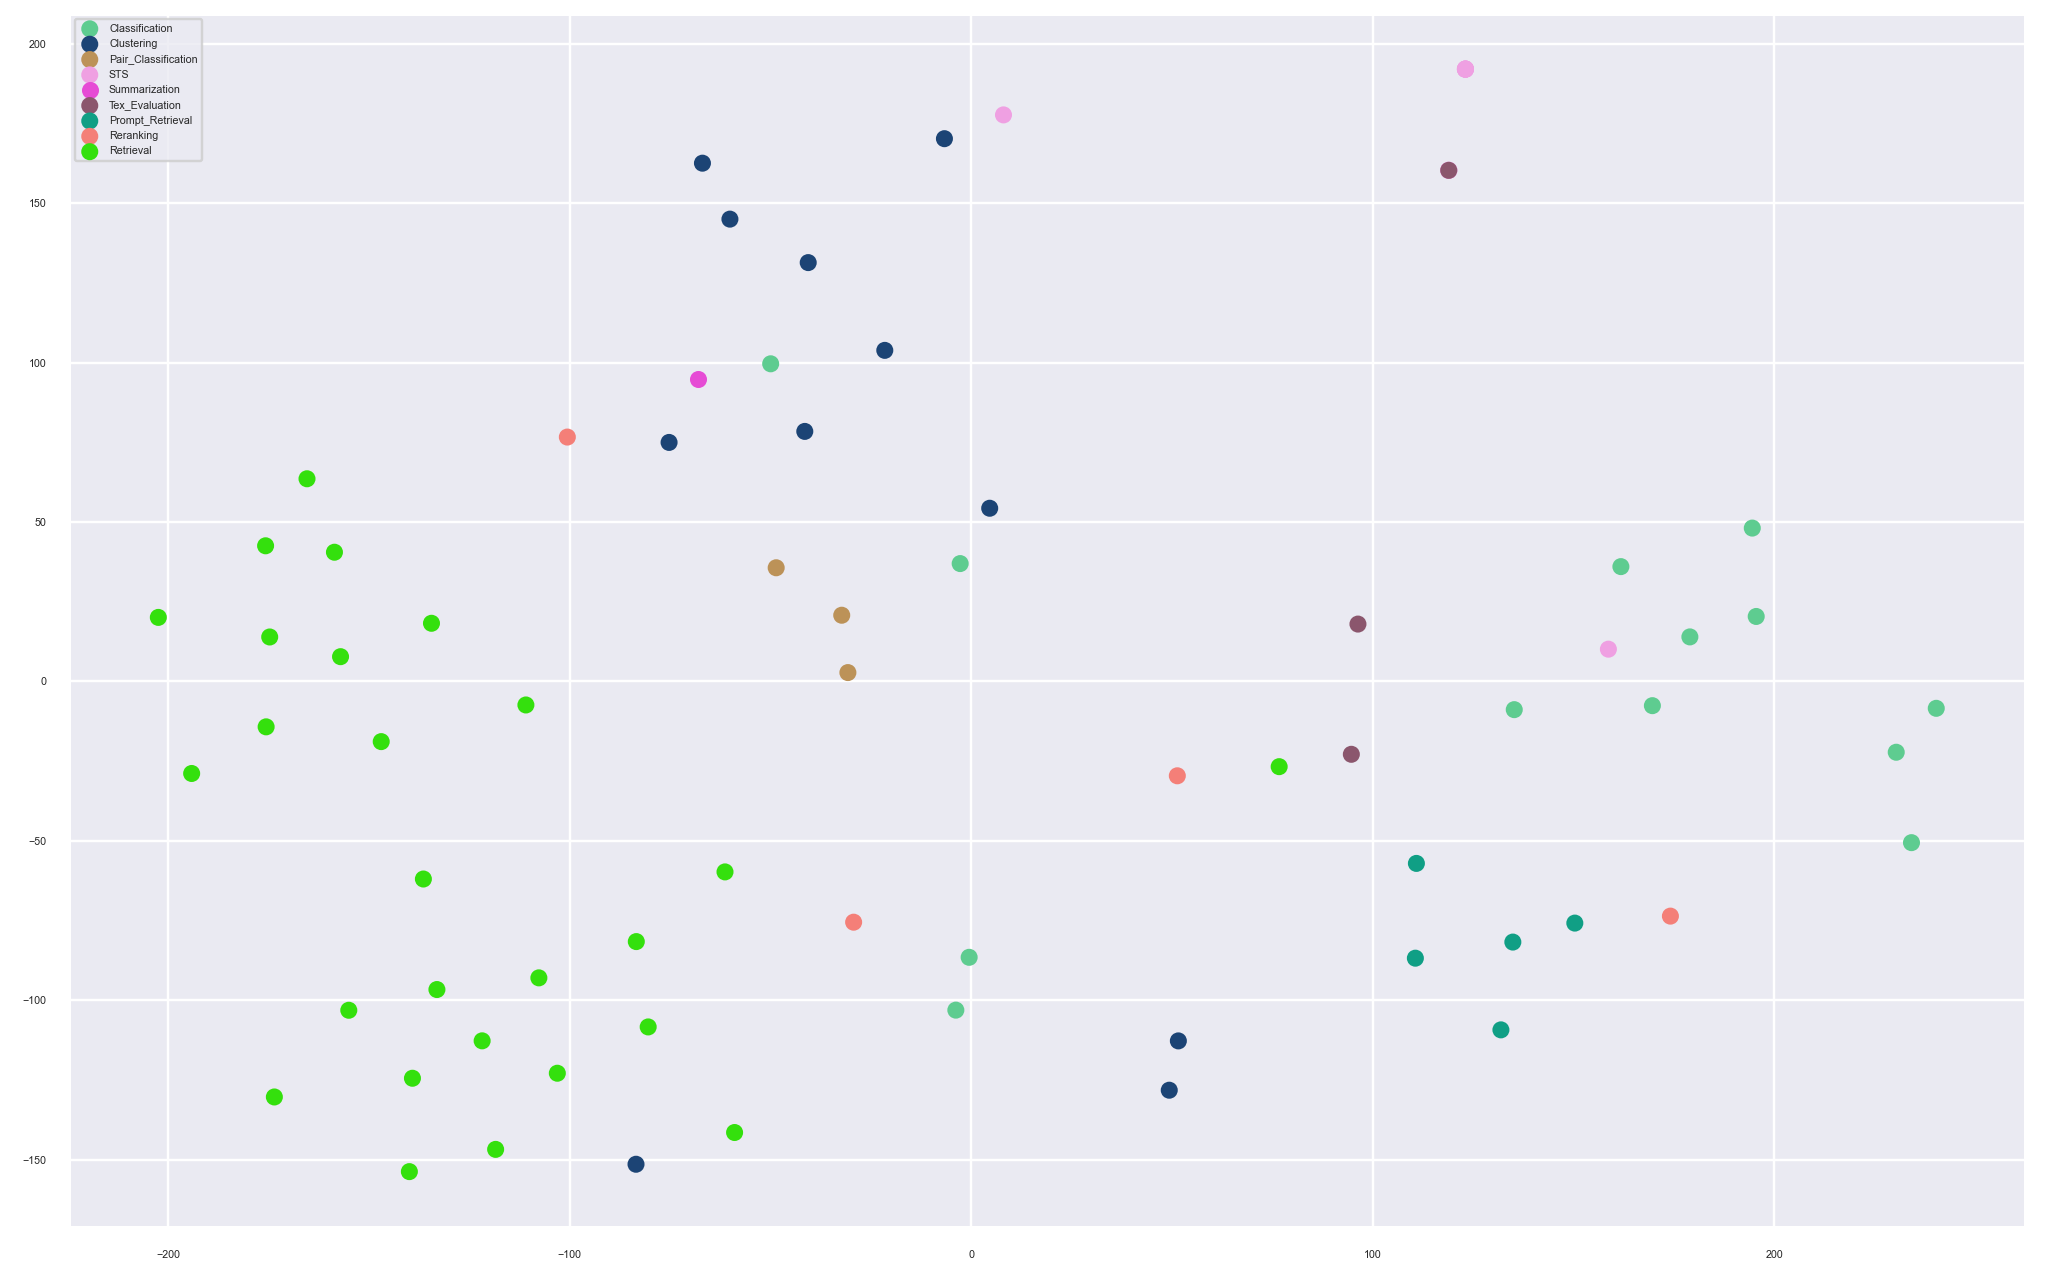 Classification
Clustering
Pair_Classification
STS
Summarization
Tex_Evaluation
Prompt_Retrieval
Reranking
Retrieval
200
150
100
50
0
−50
−100
−150
−200
−100
0
100
200